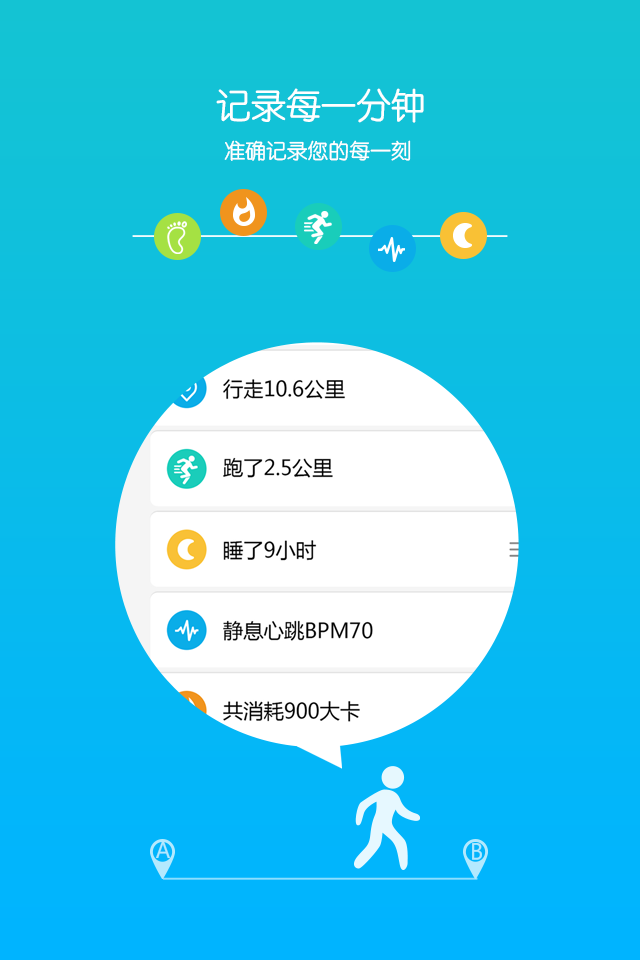 记录每一分钟
准确记录您的每一刻
行走10.6公里
跑了2.5公里
睡了9小时
静息心跳BPM70
共消耗900大卡
A
B